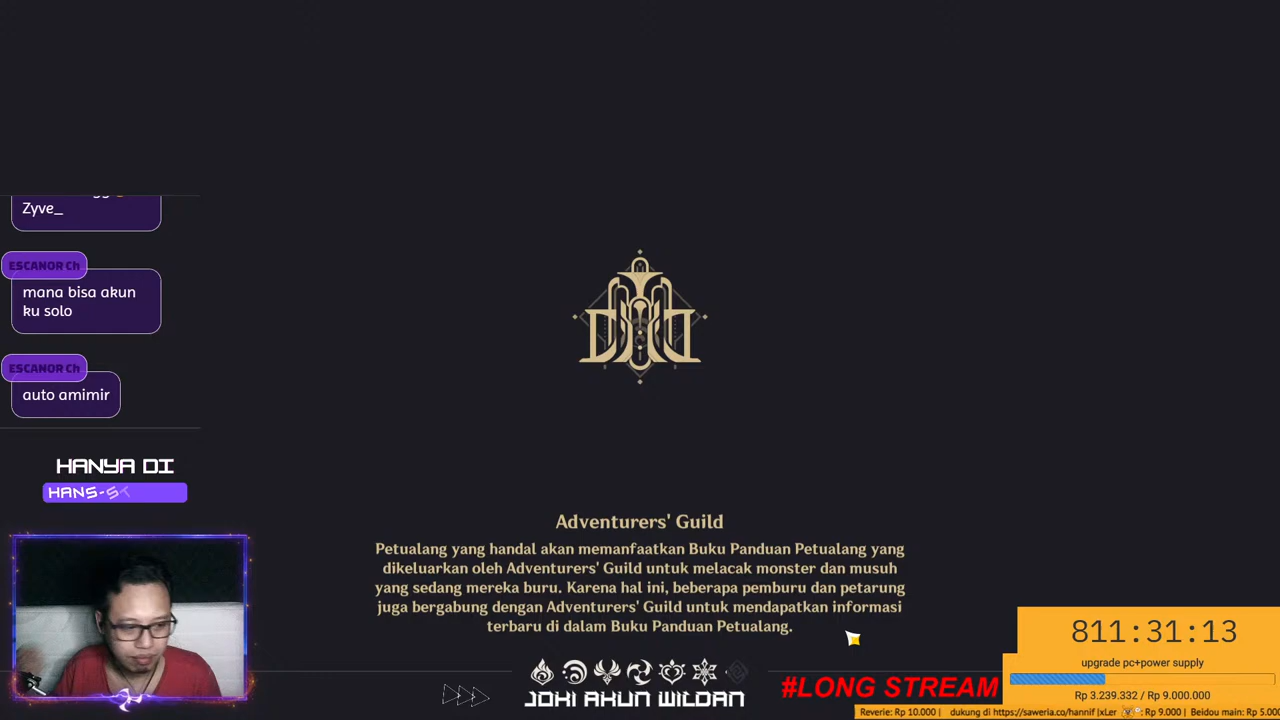 Zyve_
ESCANOR Ch
mana bisa akun
ku solo
ESCANOR Ch
auto amimir
HANYA DI
HANS-ST
Adventurers' Guild
Petualang yang handal akan memanfaatkan Buku Panduan Petualang yang
dikeluarkan oleh Adventurers' Guild untuk melacak monster dan musuh
yang sedang mereka buru. Karena hal ini, beberapa pemburu dan petarung
juga bergabung dengan Adventurers' Guild untuk mendapatkan informasi
terbaru di dalam Buku Panduan Petualang.
JOKI AKUN WILDAN
#LONG STREAM
811:31:13
upgrade pc+power supply
Rp 3.239.332 / Rp 9.000.000
Reverie: Rp 10.000 | dukung di https://saweria.co/hannif |xLer : Rp 9.000 | Beidou main: Rp 5.000